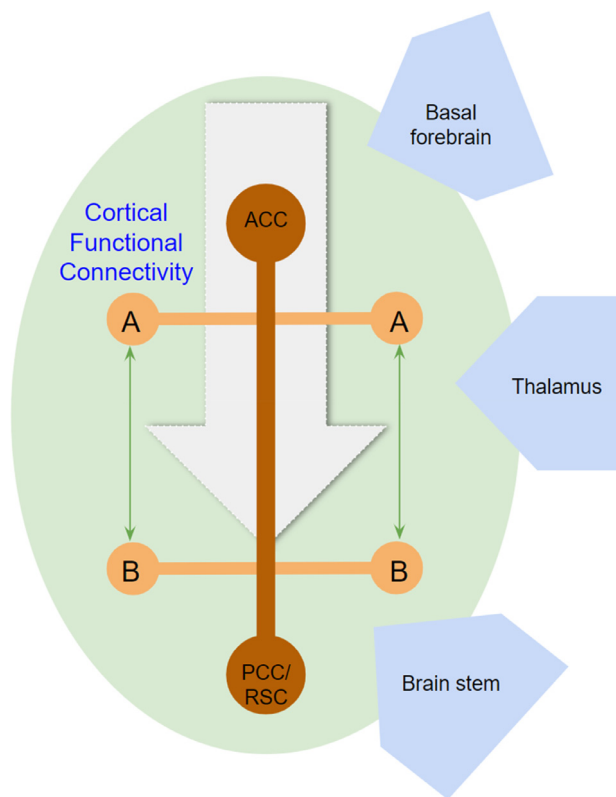 Basal
forebrain
ACC
Cortical
Functional
Connectivity
A
A
Thalamus
B
B
PCC/
RSC
Brain stem